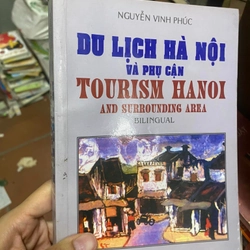 NGUYỄN VINH PHÚC
DU LỊCH HÀ NỘI
VÀ PHỤ CẬN
TOURISM HANOI
AND SURROUNDING AREA
BILINGUAL